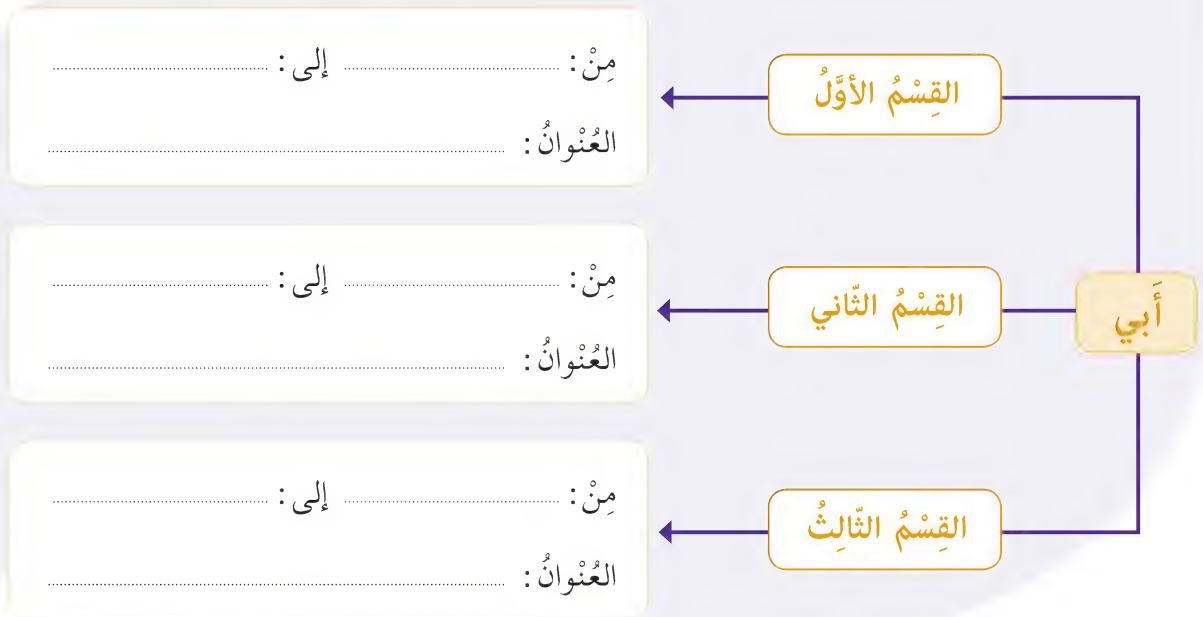 أَبي
القِسْمُ الأوَّلُ
مِنْ : ........................ إلى : ........................
العُنْوانُ : ........................
القِسْمُ الثّاني
مِنْ : ........................ إلى : ........................
العُنْوانُ : ........................
القِسْمُ الثّالِثُ
مِنْ : ........................ إلى : ........................
العُنْوانُ : ........................